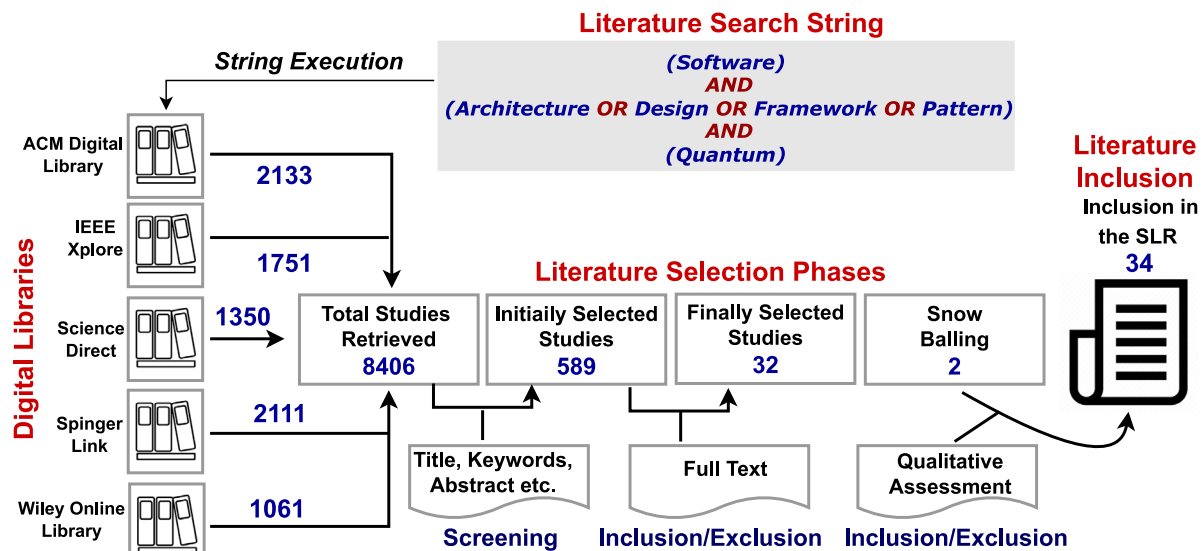 Literature Search String
String Execution
(Software)
AND
(Architecture OR Design OR Framework OR Pattern)
AND
(Quantum)
Digital Libraries
ACM Digital
Library
2133
IEEE
Xplore
1751
Science
Direct
1350
Spinger
Link
2111
Wiley Online
Library
1061
Literature Selection Phases
Total Studies
Retrieved
8406
Initiaily Selected
Studies
589
Finally Selected
Studies
32
Snow
Balling
2
Title, Keywords,
Abstract etc.
Screening
Full Text
Inclusion/Exclusion
Qualitative
Assessment
Inclusion/Exclusion
Literature
Inclusion
Inclusion in
the SLR
34